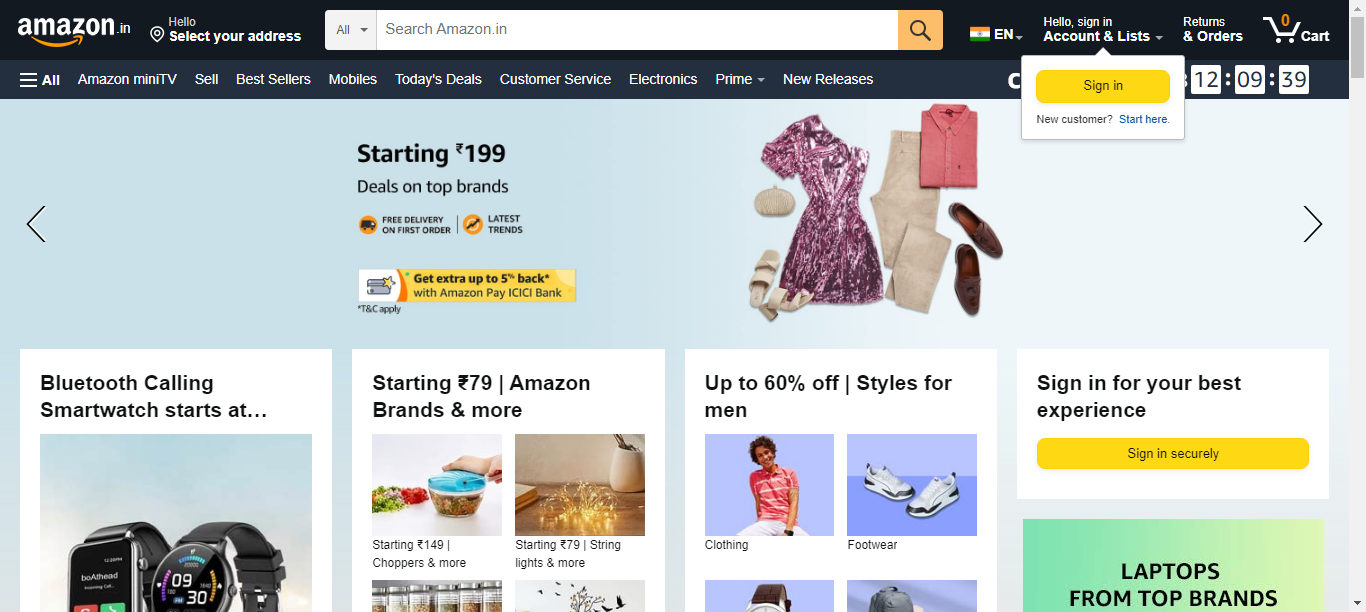 amazon.in
Hello
Select your address
All
Search Amazon.in
EN
Hello, sign in
Account & Lists
Returns
& Orders
0
Cart
All
Amazon miniTV
Sell
Best Sellers
Mobiles
Today's Deals
Customer Service
Electronics
Prime
New Releases
12 : 09 : 39
Sign in
New customer? Start here.
Starting ₹199
Deals on top brands
FREE DELIVERY
ON FIRST ORDER
LATEST
TRENDS
Get extra up to 5% back*
with Amazon Pay ICICI Bank
*T&C apply
Bluetooth Calling
Smartwatch starts at…
boAthead
09
30
Starting ₹79 | Amazon
Brands & more
Starting ₹149 |
Choppers & more
Starting ₹79 | String
lights & more
Up to 60% off | Styles for
men
Clothing
Footwear
Sign in for your best
experience
Sign in securely
LAPTOPS
FROM TOP BRANDS